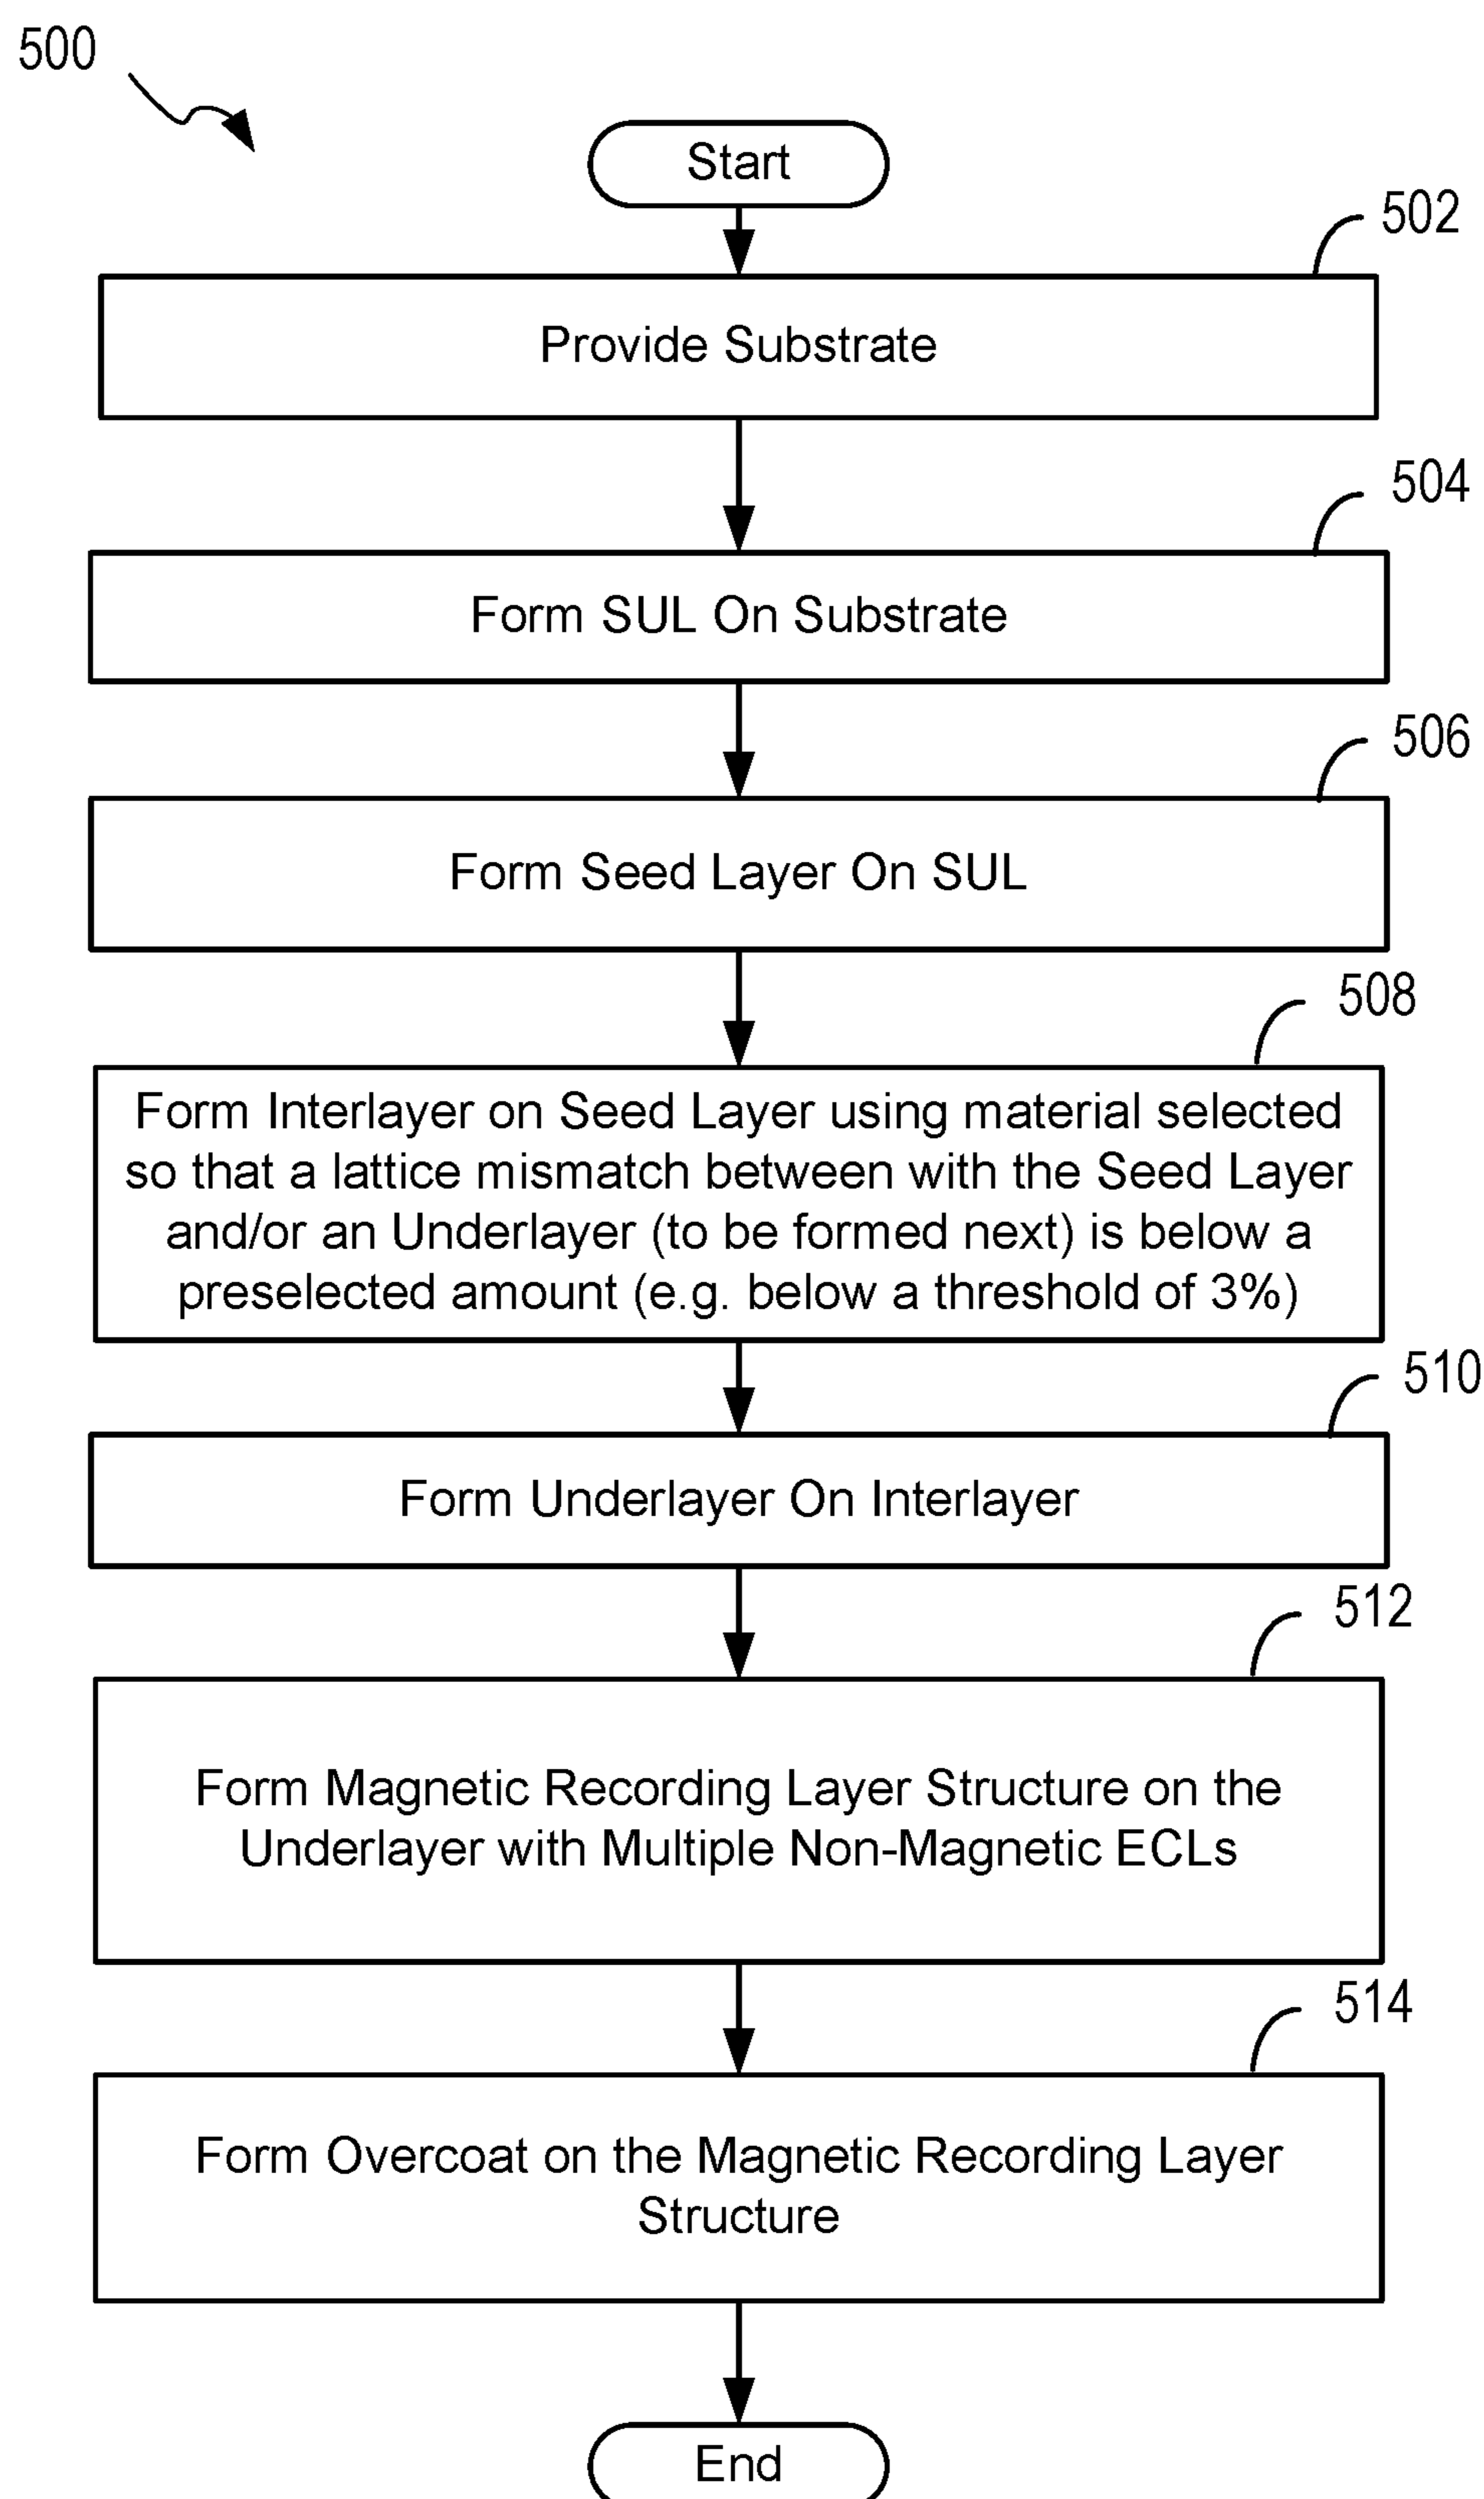 500
Start
502
Provide Substrate
504
Form SUL On Substrate
506
Form Seed Layer On SUL
508
Form Interlayer on Seed Layer using material selected
so that a lattice mismatch between with the Seed Layer
and/or an Underlayer (to be formed next) is below a
preselected amount (e.g. below a threshold of 3%)
510
Form Underlayer On Interlayer
512
Form Magnetic Recording Layer Structure on the
Underlayer with Multiple Non-Magnetic ECLs
514
Form Overcoat on the Magnetic Recording Layer
Structure
End